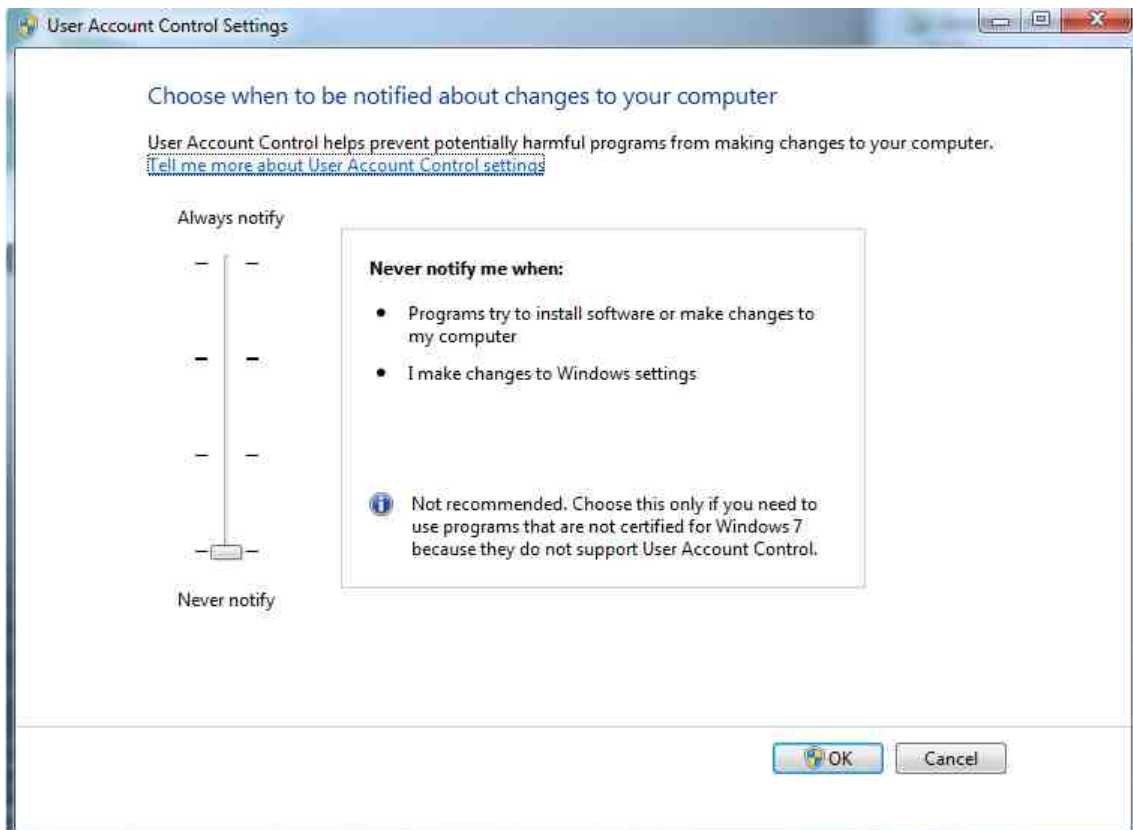 User Account Control Settings
Choose when to be notified about changes to your computer
User Account Control helps prevent potentially harmful programs from making changes to your computer.
Tell me more about User Account Control settings
Always notify
Never notify me when:
• Programs try to install software or make changes to
my computer
• I make changes to Windows settings
Not recommended. Choose this only if you need to
use programs that are not certified for Windows 7
because they do not support User Account Control.
Never notify
OK
Cancel